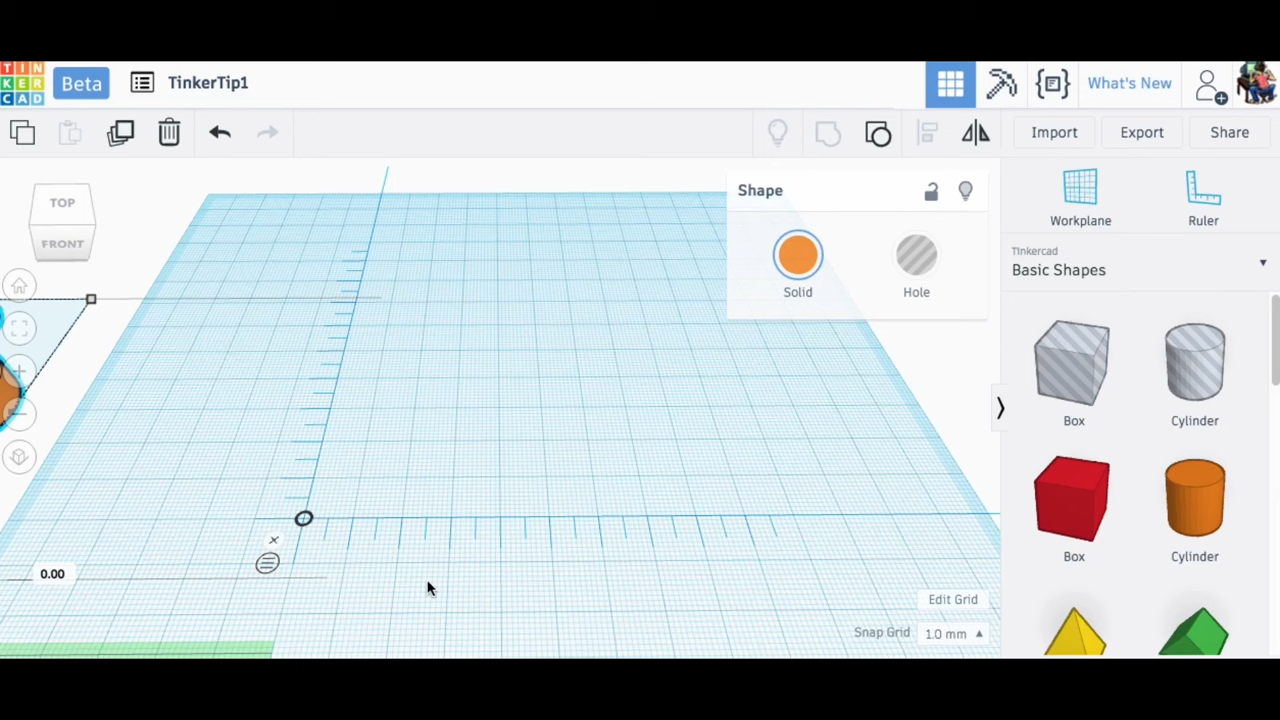 TIN
KER
CAD
Beta
TinkerTip1
What's New
Import
Export
Share
TOP
FRONT
Shape
Solid
Hole
Workplane
Ruler
Tinkercad
Basic Shapes
Box
Cylinder
Box
Cylinder
0.00
Edit Grid
Snap Grid
1.0 mm